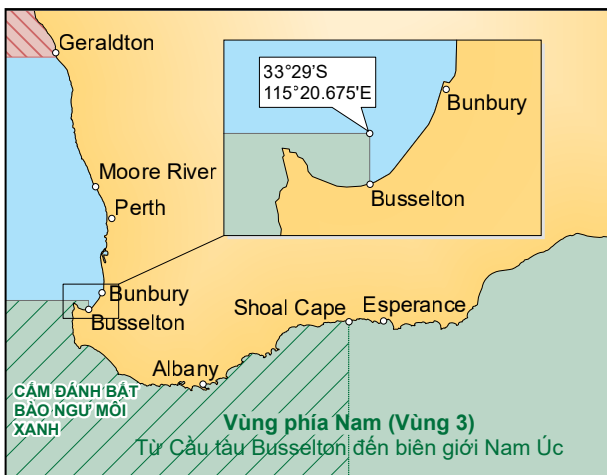 Geraldton
33°29'S
115°20.675'E
Bunbury
Busselton
Moore River
Perth
Bunbury
Busselton
Shoal Cape
Esperance
Albany
CẤM ĐÁNH BẮT
BÀO NGƯ MÔI
XANH
Vùng phía Nam (Vùng 3)
Từ Cầu tàu Busselton đến biên giới Nam Úc